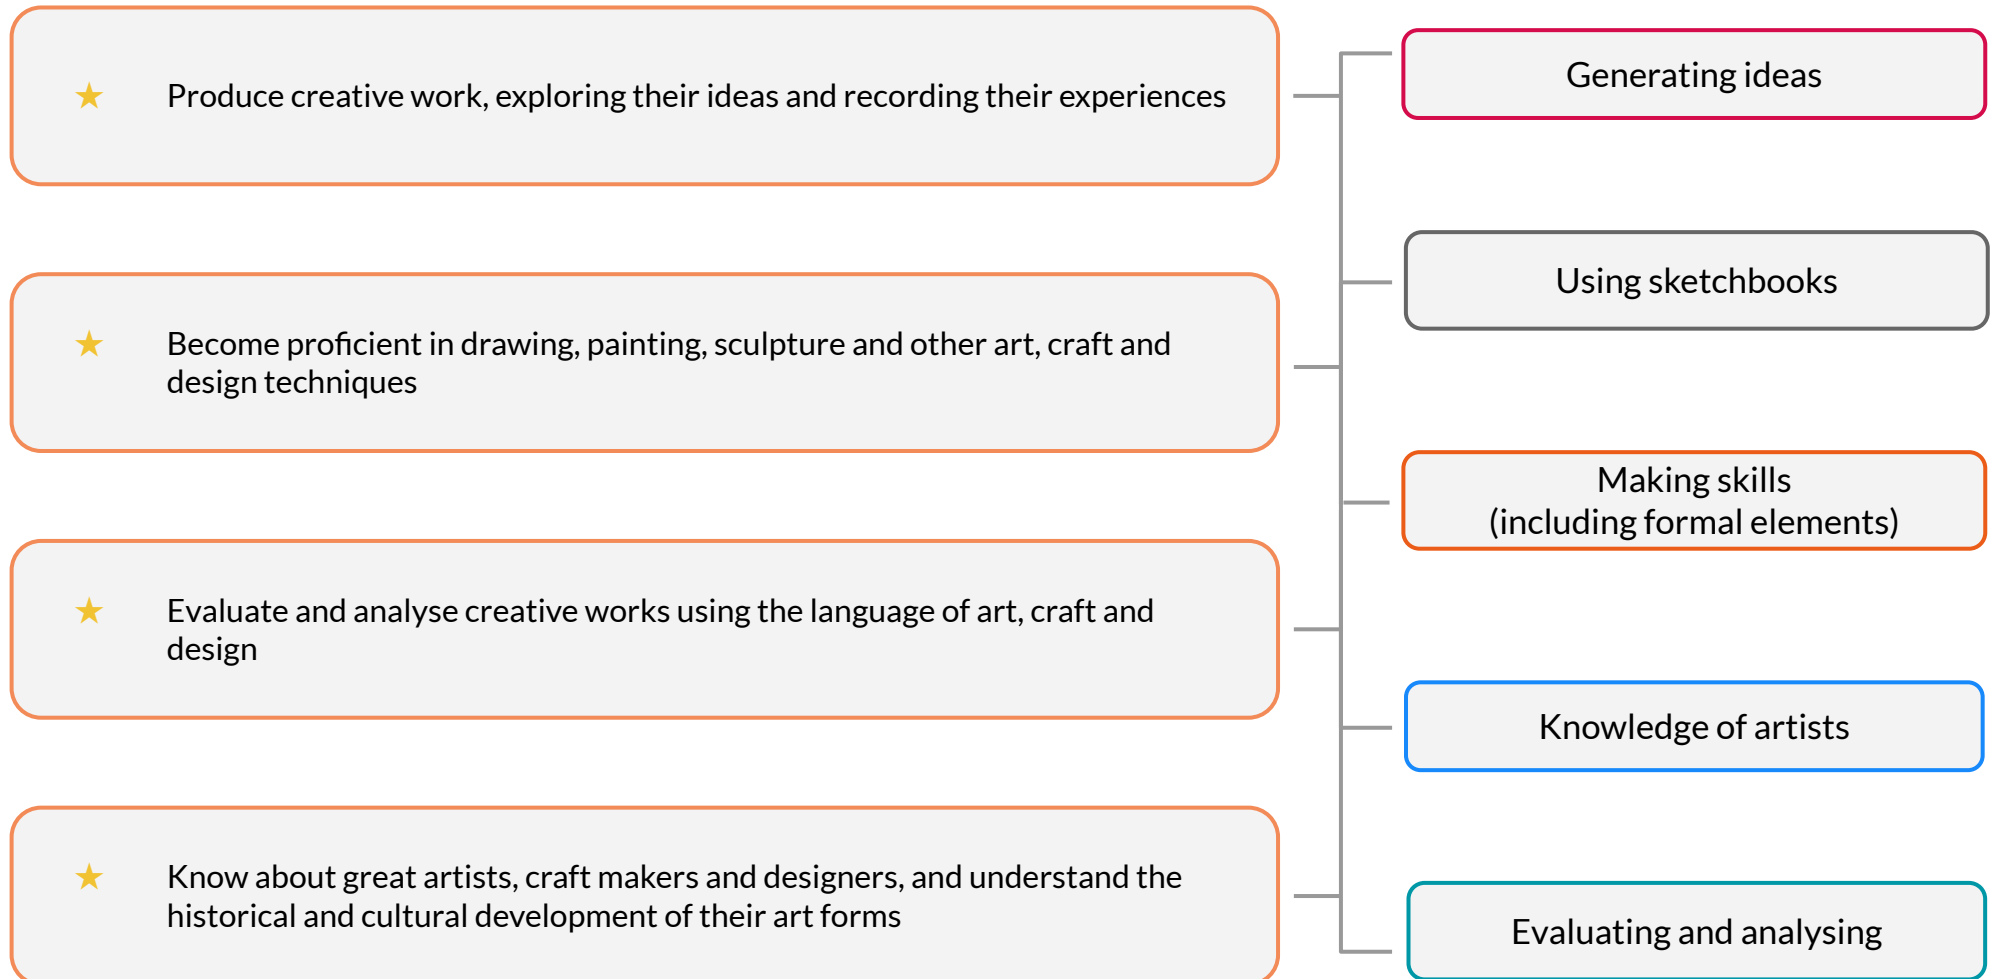 Produce creative work, exploring their ideas and recording their experiences
Become proficient in drawing, painting, sculpture and other art, craft and
design techniques
Evaluate and analyse creative works using the language of art, craft and
design
Know about great artists, craft makers and designers, and understand the
historical and cultural development of their art forms
Generating ideas
Using sketchbooks
Making skills
(including formal elements)
Knowledge of artists
Evaluating and analysing